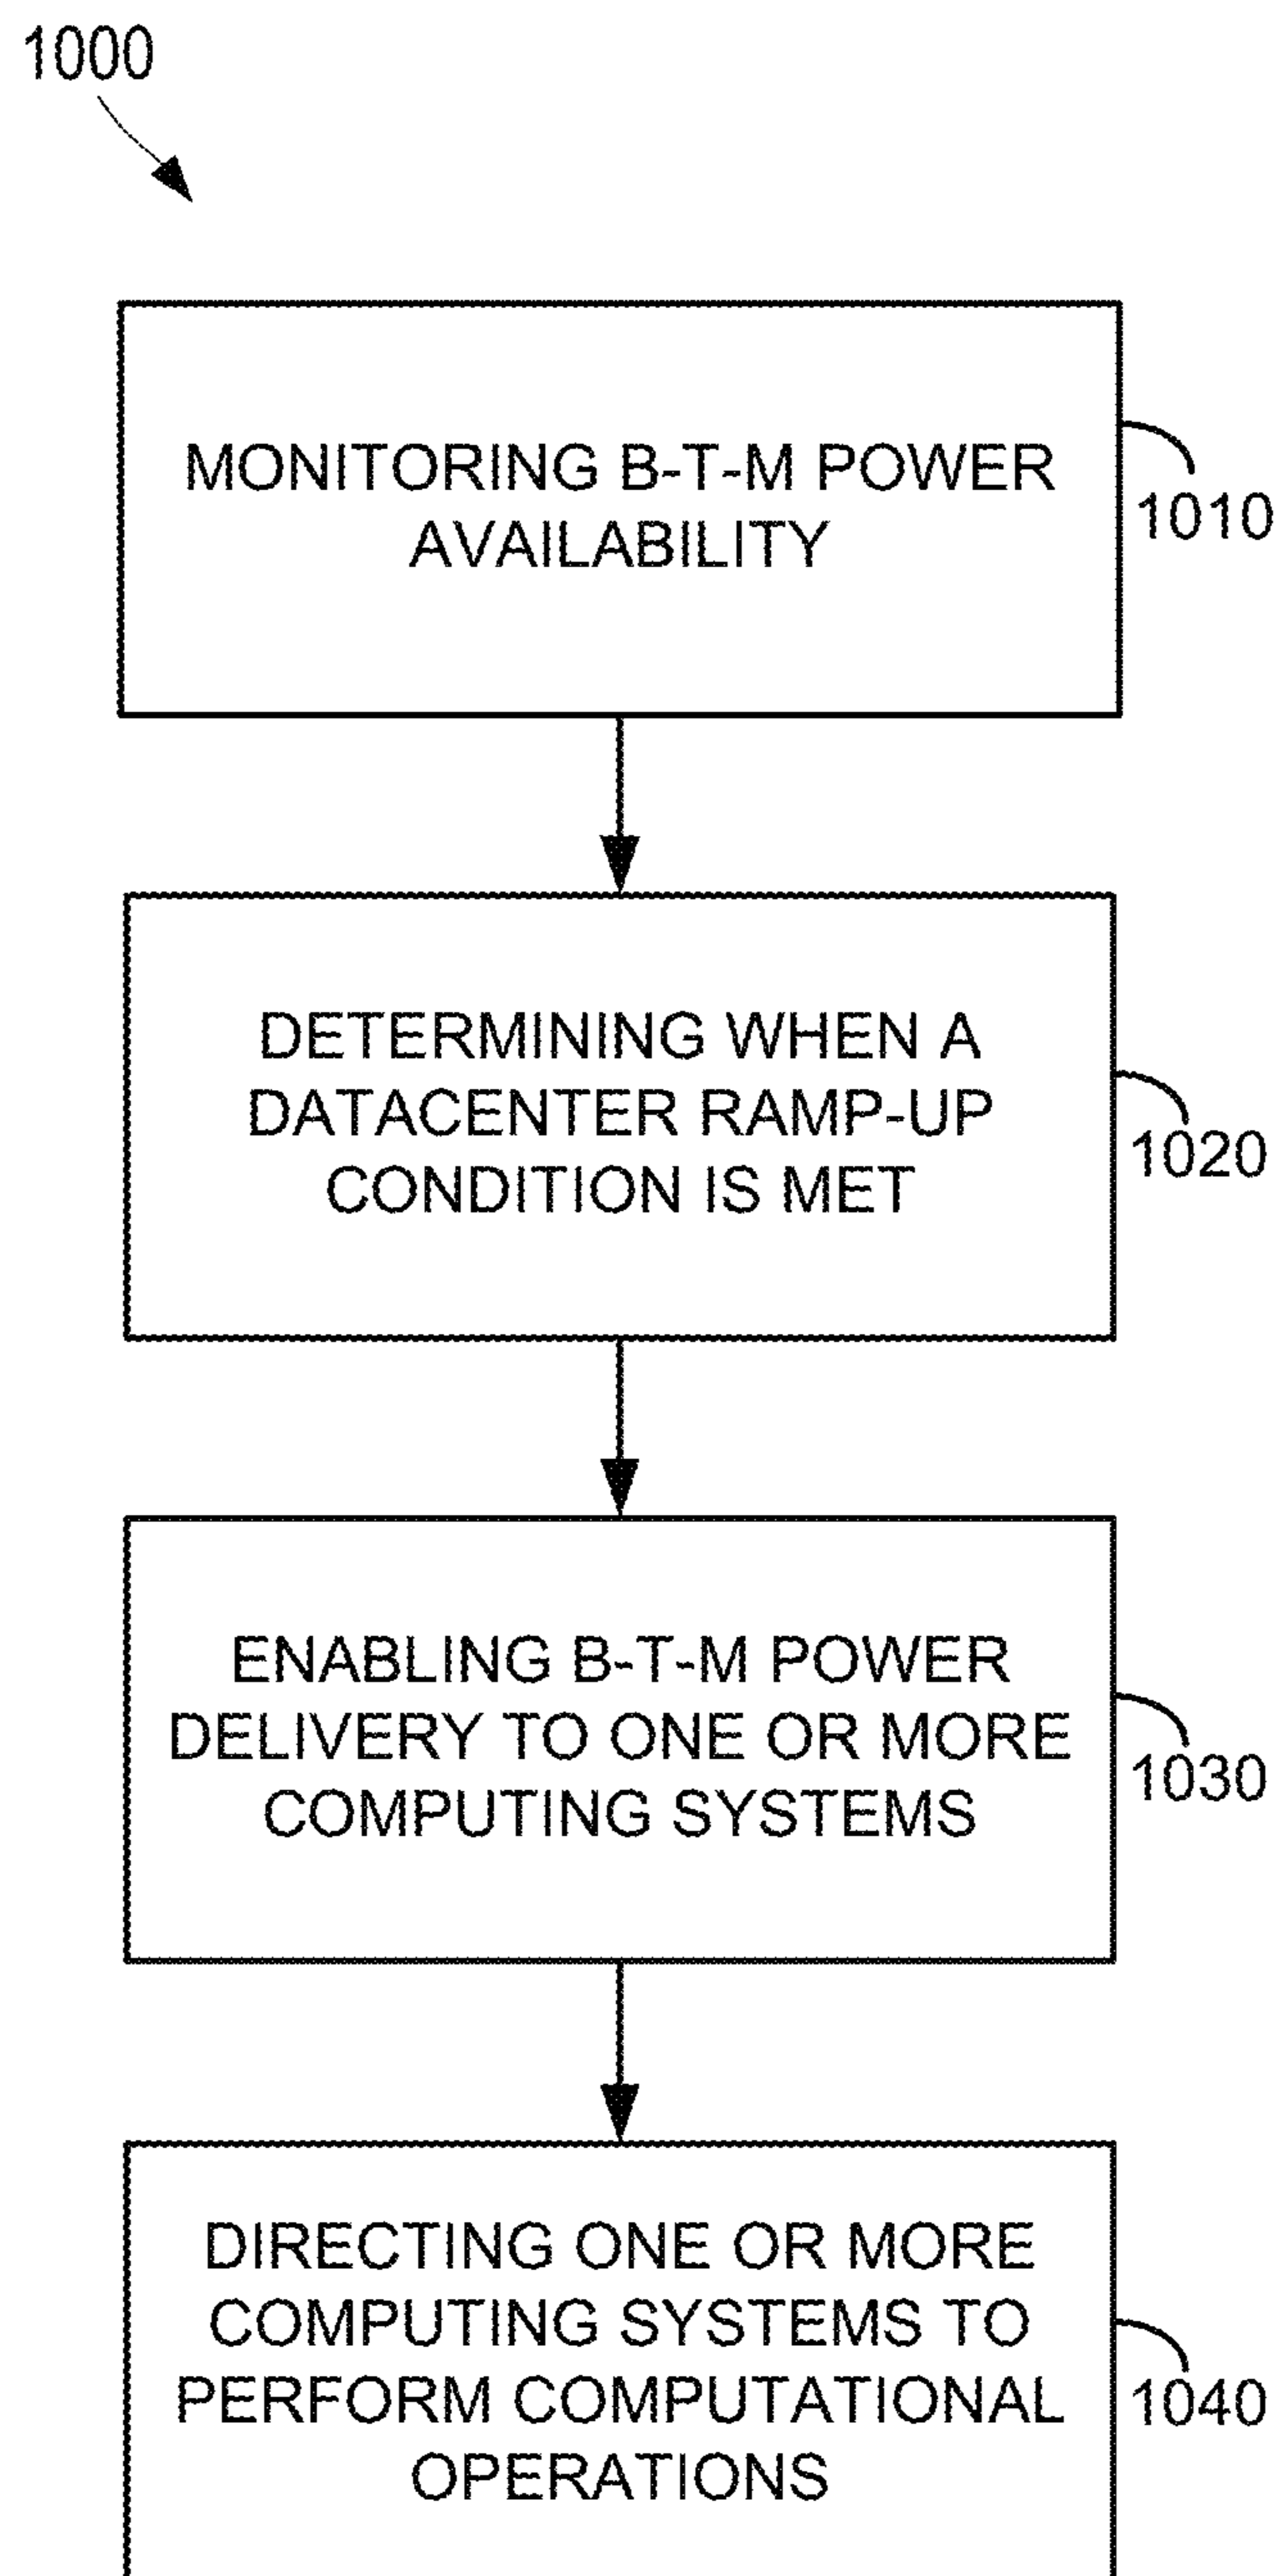 1000
MONITORING B-T-M POWER
AVAILABILITY
1010
DETERMINING WHEN A
DATACENTER RAMP-UP
CONDITION IS MET
1020
ENABLING B-T-M POWER
DELIVERY TO ONE OR MORE
COMPUTING SYSTEMS
1030
DIRECTING ONE OR MORE
COMPUTING SYSTEMS TO
PERFORM COMPUTATIONAL
OPERATIONS
1040